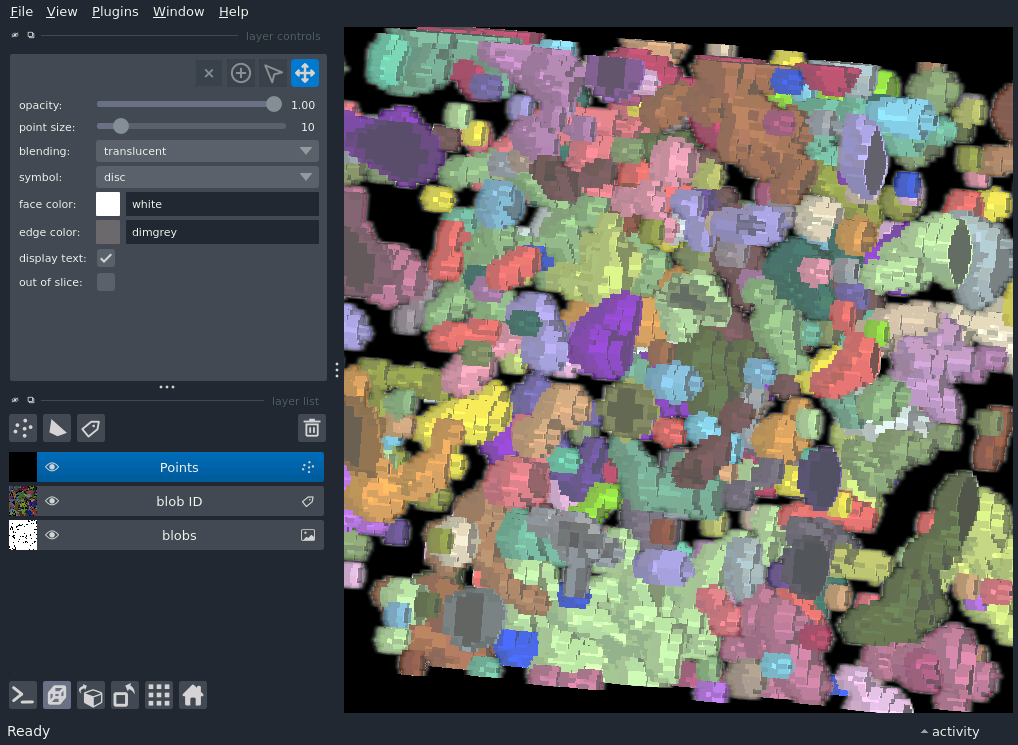 File View Plugins Window Help
layer controls
opacity: 1.00
point size: 10
blending: translucent
symbol: disc
face color: white
edge color: dimgrey
display text:
out of slice:
layer list
Points
blob ID
blobs
Ready
activity